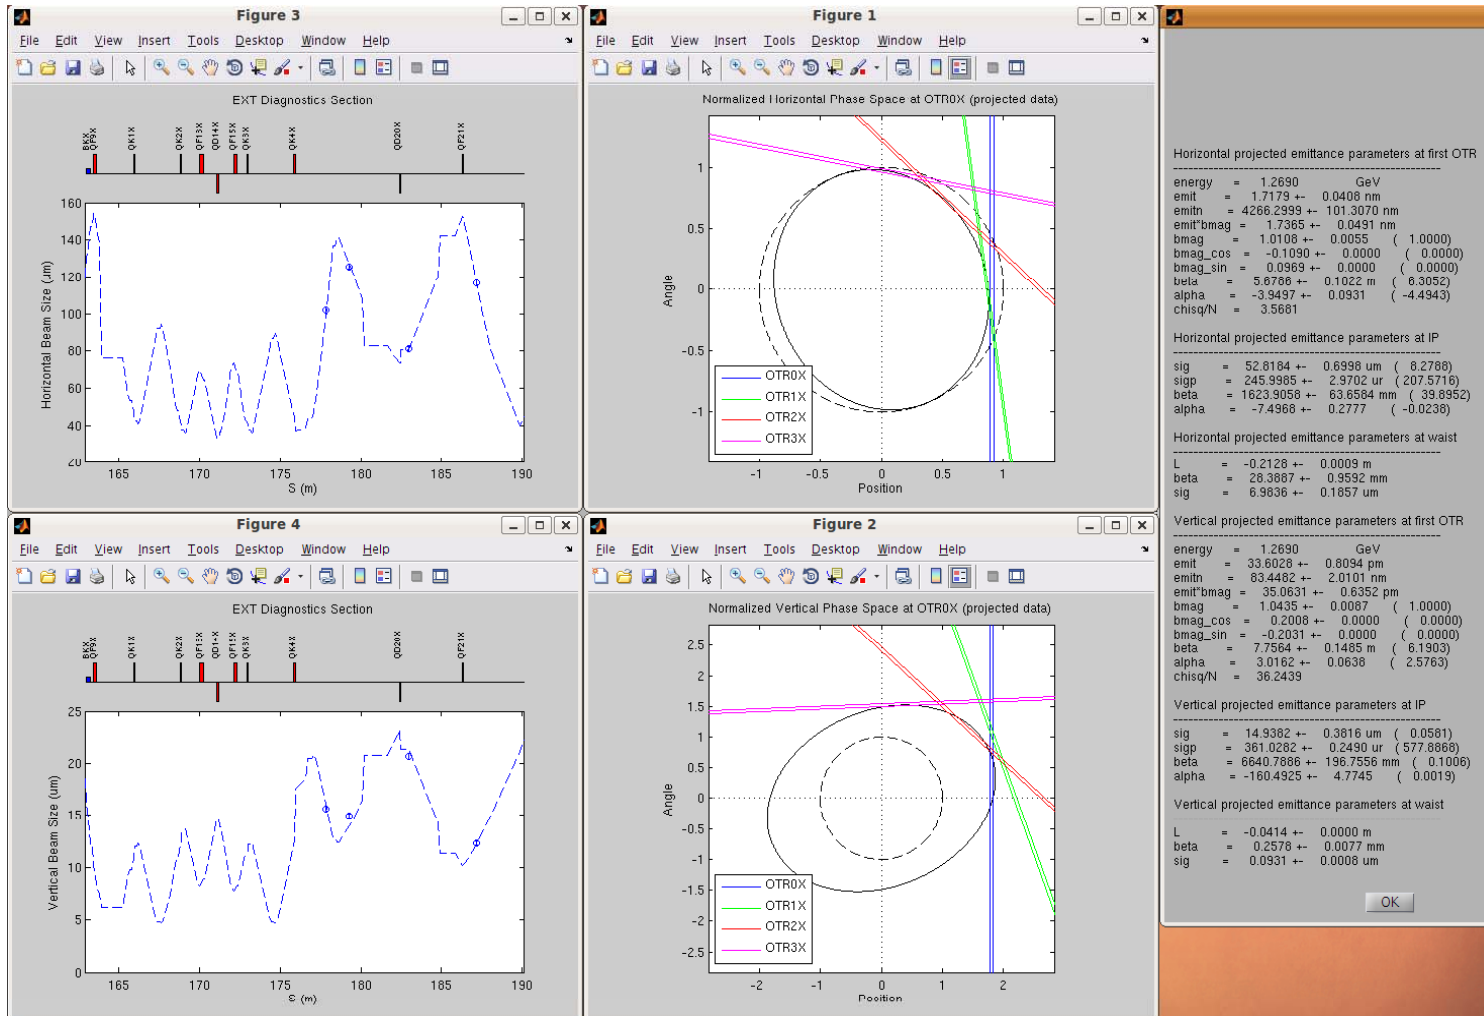 Figure 3
File Edit View Insert Tools Desktop Window Help
EXT Diagnostics Section
BKX
QF9X
QK1X
QK2X
QF13X
QD14X
QF15X
QK3X
QK4X
QD20X
QF21X
Horizontal Beam Size (um)
160
140
120
100
80
60
40
20
165 170 175 180 185 190
S (m)
Figure 1
File Edit View Insert Tools Desktop Window Help
Normalized Horizontal Phase Space at OTR0X (projected data)
Angle
1
0.5
0
-0.5
-1
OTR0X
OTR1X
OTR2X
OTR3X
-1 -0.5 0 0.5 1
Position
Figure 4
File Edit View Insert Tools Desktop Window Help
EXT Diagnostics Section
BKX
QF9X
QK1X
QK2X
QF13X
QD14X
QF15X
QK3X
QK4X
QD20X
QF21X
Vertical Beam Size (um)
25
20
15
10
5
0
165 170 175 180 185 190
S (m)
Figure 2
File Edit View Insert Tools Desktop Window Help
Normalized Vertical Phase Space at OTR0X (projected data)
Angle
2.5
2
1.5
1
0.5
0
-0.5
-1
-1.5
-2
-2.5
OTR0X
OTR1X
OTR2X
OTR3X
-2 -1 0 1 2
Position
Horizontal projected emittance parameters at first OTR
energy = 1.2690 GeV
emit = 1.7179 +- 0.0408 nm
emitn = 4266.2999 +- 101.3070 nm
emit*bmag = 1.7365 +- 0.0491 nm
bmag = 1.0108 +- 0.0055 ( 1.0000)
bmag_cos = -0.1090 +- 0.0000 ( 0.0000)
bmag_sin = 0.0969 +- 0.0000 ( 0.0000)
beta = 5.6786 +- 0.1022 m ( 6.3052)
alpha = -3.9497 +- 0.0931 ( -4.4943)
chisq/N = 3.5681
Horizontal projected emittance parameters at IP
sig = 52.8184 +- 0.6998 um ( 8.2788)
sigp = 245.9985 +- 2.9702 ur ( 207.5716)
beta = 1623.9058 +- 63.6584 mm ( 39.8952)
alpha = -7.4968 +- 0.2777 ( -0.0238)
Horizontal projected emittance parameters at waist
L = -0.2128 +- 0.0009 m
beta = 28.3887 +- 0.9592 mm
sig = 6.9836 +- 0.1857 um
Vertical projected emittance parameters at first OTR
energy = 1.2690 GeV
emit = 33.6028 +- 0.8094 pm
emitn = 83.4482 +- 2.0101 nm
emit*bmag = 35.0631 +- 0.6352 pm
bmag = 1.0435 +- 0.0087 ( 1.0000)
bmag_cos = 0.2008 +- 0.0000 ( 0.0000)
bmag_sin = -0.2031 +- 0.0000 ( 0.0000)
beta = 7.7564 +- 0.1485 m ( 6.1903)
alpha = 3.0162 +- 0.0638 ( 2.5763)
chisq/N = 36.2439
Vertical projected emittance parameters at IP
sig = 14.9382 +- 0.3816 um ( 0.0581)
sigp = 361.0282 +- 0.2490 ur ( 577.8868)
beta = 6640.7886 +- 196.7556 mm ( 0.1006)
alpha = -160.4925 +- 4.7745 ( 0.0019)
Vertical projected emittance parameters at waist
L = -0.0414 +- 0.0000 m
beta = 0.2578 +- 0.0077 mm
sig = 0.0931 +- 0.0008 um
OK